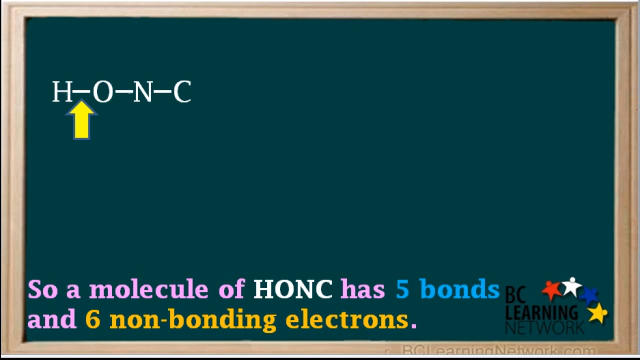 H–O–N–C
So a molecule of HONC has 5 bonds
and 6 non-bonding electrons.
BC
LEARNING
NETWORK
BCLearningNetwork.com